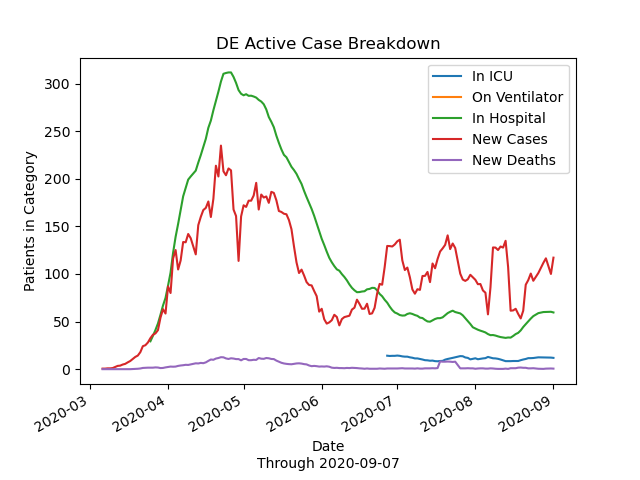 DE Active Case Breakdown
In ICU
On Ventilator
In Hospital
New Cases
New Deaths
Patients in Category
300
250
200
150
100
50
0
2020-03
2020-04
2020-05
2020-06
2020-07
2020-08
2020-09
Date
Through 2020-09-07